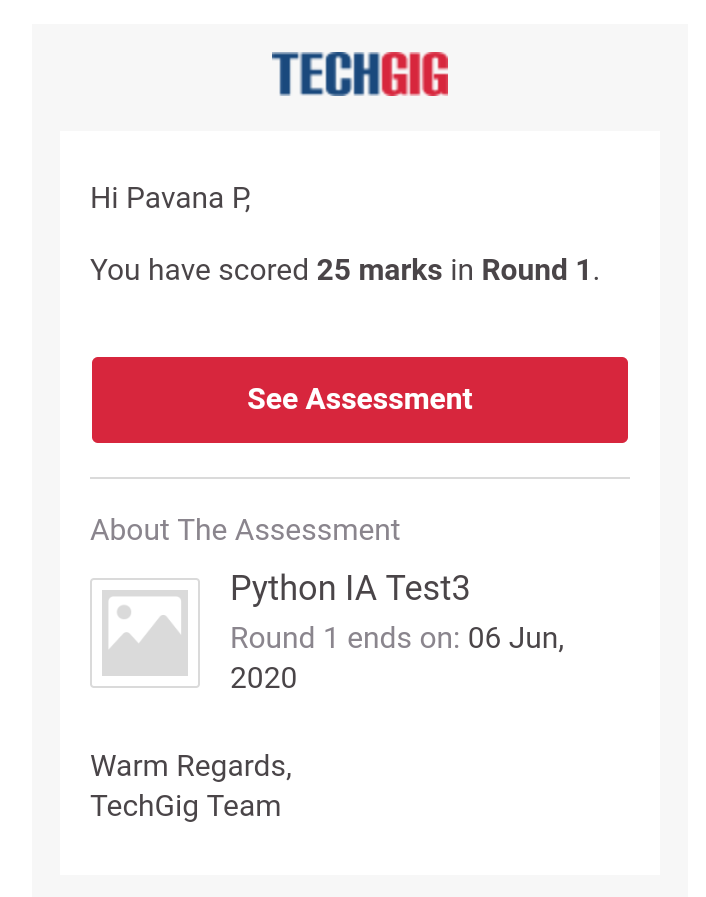 TECHGIG
Hi Pavana P,
You have scored 25 marks in Round 1.
See Assessment
About The Assessment
Python IA Test3
Round 1 ends on: 06 Jun,
2020
Warm Regards,
TechGig Team